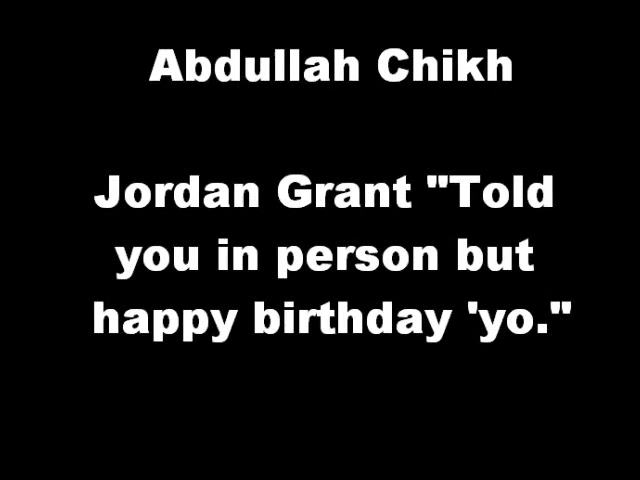 Abdullah Chikh
Jordan Grant "Told
you in person but
happy birthday 'yo."